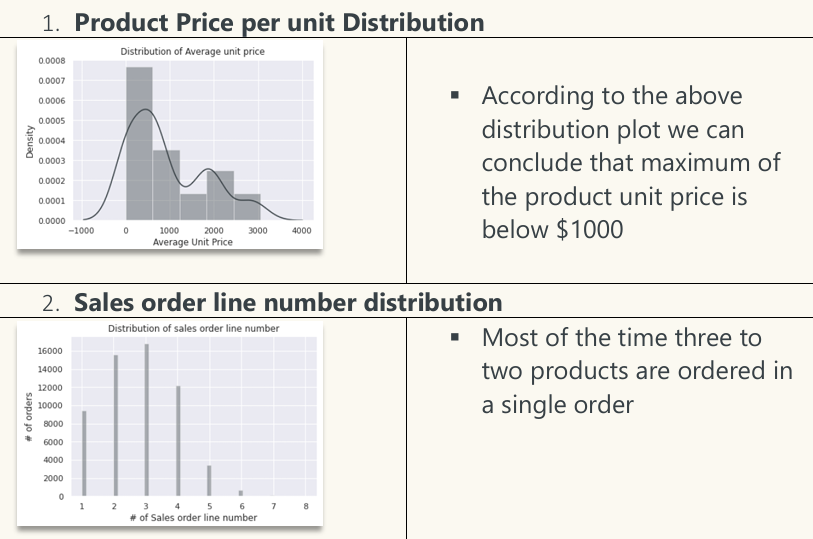 1. Product Price per unit Distribution
Distribution of Average unit price
0.0008
0.0007
0.0006
0.0005
0.0004
0.0003
0.0002
0.0001
0.0000
Density
−1000 0 1000 2000 3000 4000
Average Unit Price
▪ According to the above
distribution plot we can
conclude that maximum of
the product unit price is
below $1000
2. Sales order line number distribution
Distribution of sales order line number
16000
14000
12000
10000
8000
6000
4000
2000
0
# of orders
1 2 3 4 5 6 7 8
# of Sales order line number
▪ Most of the time three to
two products are ordered in
a single order